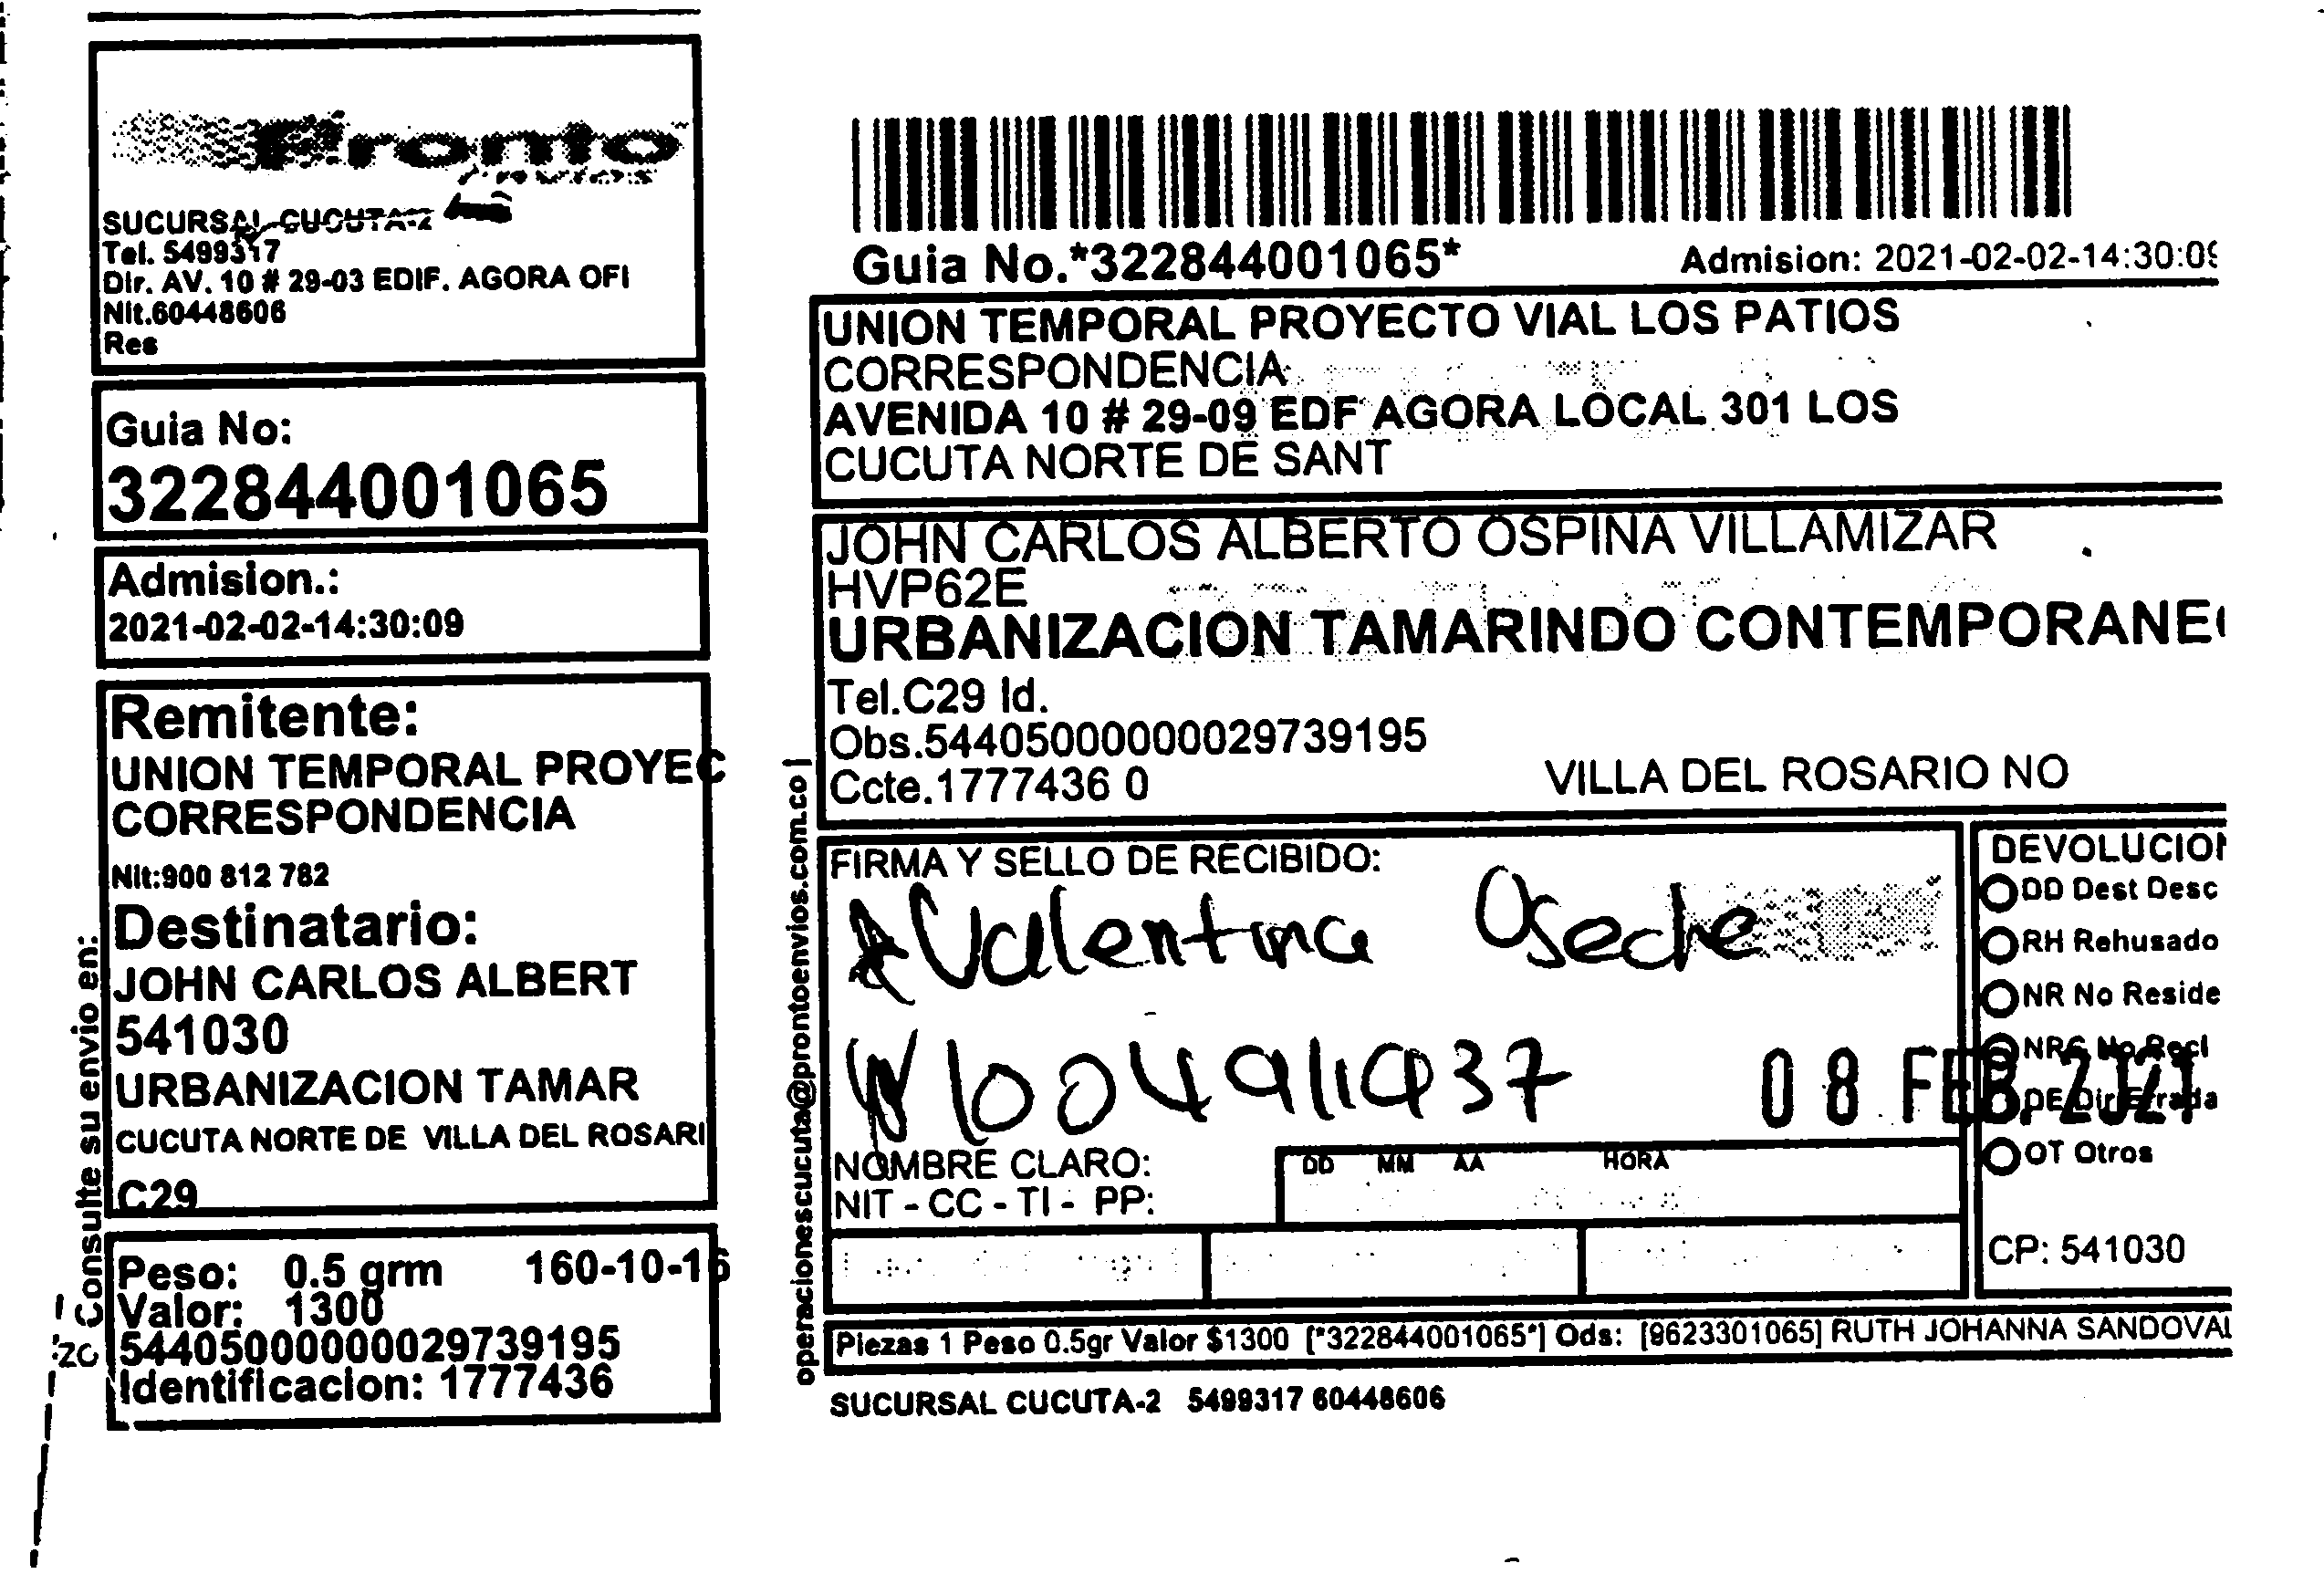 Pronto
envios
SUCURSAL CUCUTA-2
Tel. 5499317
Dir. AV. 10 # 29-03 EDIF. AGORA OFI
Nit.60448606
Res
Guia No:
322844001065
Admision.:
2021-02-02-14:30:09
Remitente:
UNION TEMPORAL PROYEC
CORRESPONDENCIA
Nit:900 812 782
Destinatario:
JOHN CARLOS ALBERT
541030
URBANIZACION TAMAR
CUCUTA NORTE DE VILLA DEL ROSARI
C29
Peso: 0.5 grm 160-10-16
Valor: 1300
544050000000029739195
Identificacion: 1777436
Consulte su envio en:
operacionescucuta@prontoenvios.com.co |
Guia No.*322844001065*
Admision: 2021-02-02-14:30:09
UNION TEMPORAL PROYECTO VIAL LOS PATIOS
CORRESPONDENCIA
AVENIDA 10 # 29-09 EDF AGORA LOCAL 301 LOS
CUCUTA NORTE DE SANT
JOHN CARLOS ALBERTO OSPINA VILLAMIZAR
HVP62E
URBANIZACION TAMARINDO CONTEMPORANE
Tel.C29 Id.
Obs.544050000000029739195
Ccte.1777436 0 VILLA DEL ROSARIO NO
FIRMA Y SELLO DE RECIBIDO:
Valentina
08 FEB. 2021
NOMBRE CLARO:
NIT - CC - TI - PP:
DD MM AA HORA
DEVOLUCION
DD Dest Desc
RH Rehusado
NR No Reside
NRC No Recl
DE Dir Errada
OT Otros
CP: 541030
Piezas 1 Peso 0.5gr Valor $1300 [*322844001065*] Ods: [9623301065] RUTH JOHANNA SANDOVAL
SUCURSAL CUCUTA-2 5499317 60448606